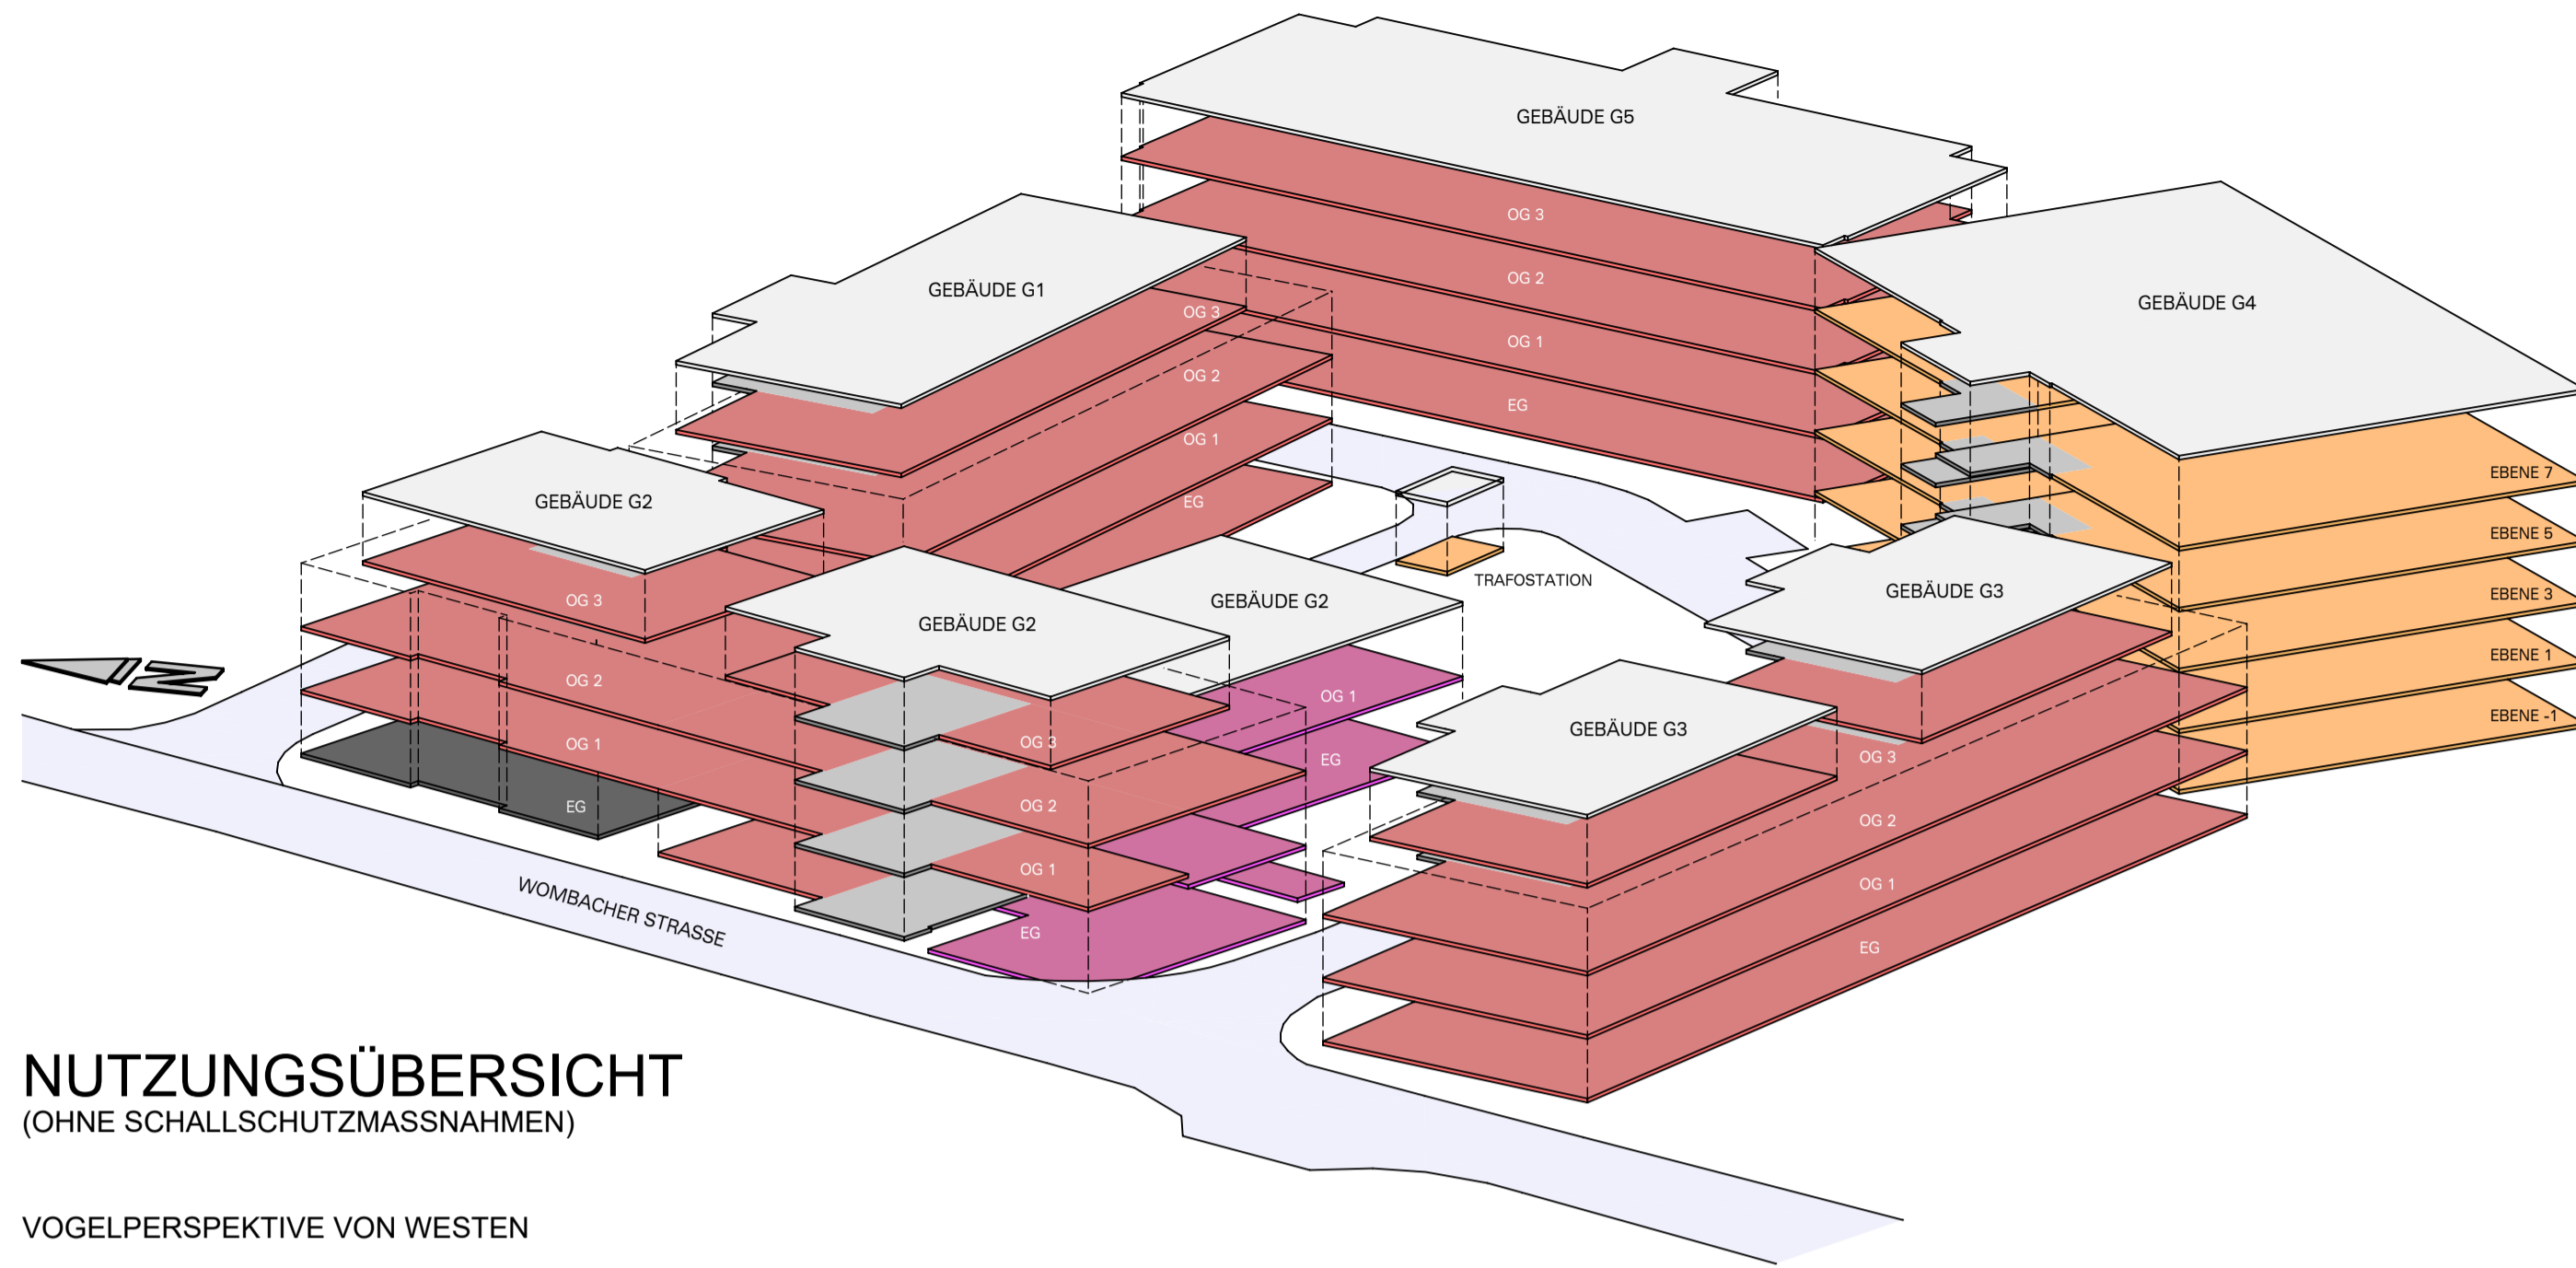 GEBÄUDE G5
OG 3
OG 2
OG 1
EG
GEBÄUDE G4
EBENE 7
EBENE 5
EBENE 3
EBENE 1
EBENE -1
GEBÄUDE G1
OG 3
OG 2
OG 1
EG
GEBÄUDE G2
OG 3
OG 2
OG 1
EG
GEBÄUDE G2
OG 3
OG 2
OG 1
EG
GEBÄUDE G2
OG 1
EG
TRAFOSTATION
GEBÄUDE G3
GEBÄUDE G3
OG 3
OG 2
OG 1
EG
N
WOMBACHER STRASSE
NUTZUNGSÜBERSICHT
(OHNE SCHALLSCHUTZMASSNAHMEN)
VOGELPERSPEKTIVE VON WESTEN